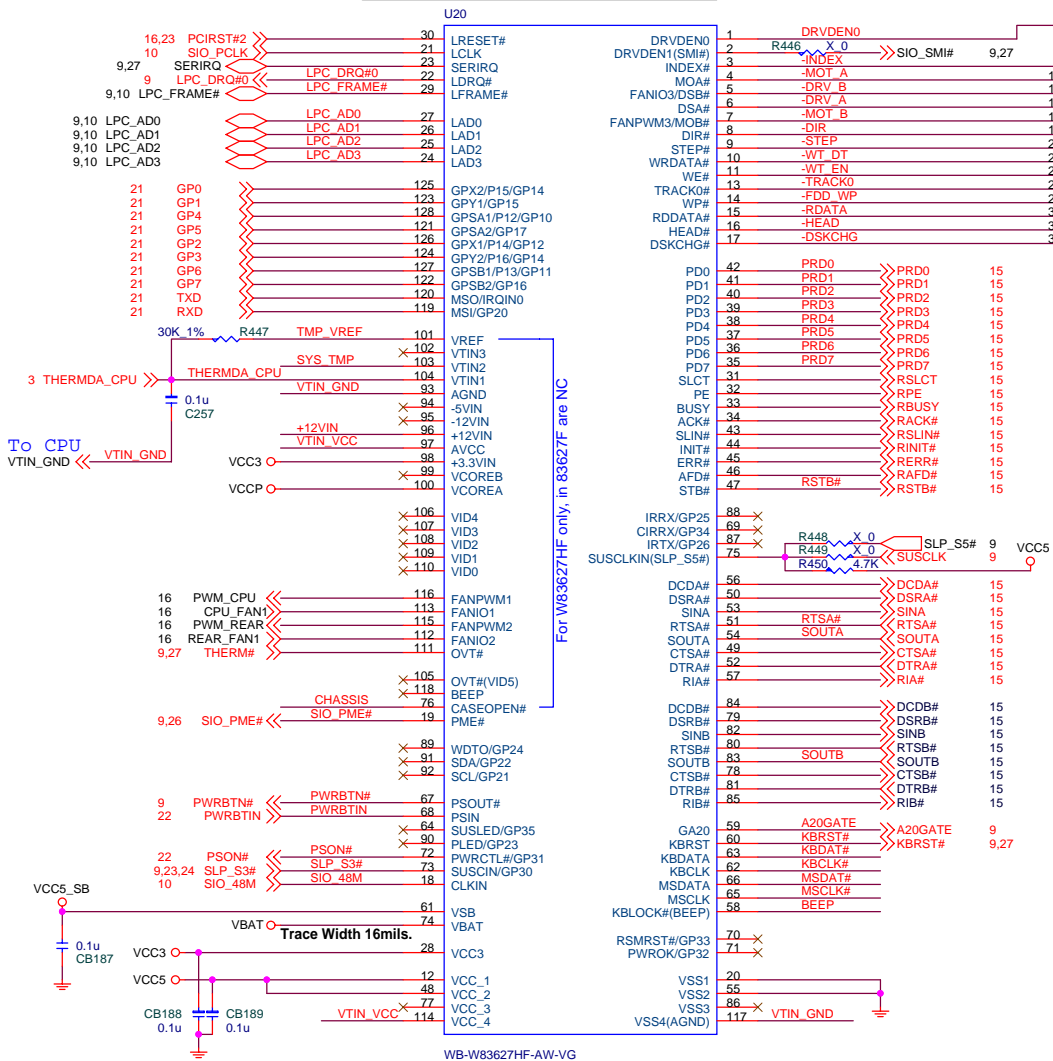 U20
16,23 PCIRST#2 30 LRESET#
10 SIO_PCLK 21 LCLK
9,27 SERIRQ 23 SERIRQ
9 LPC_DRQ#0 LPC_DRQ#0 22 LDRQ#
9,10 LPC_FRAME# LPC_FRAME# 29 LFRAME#
9,10 LPC_AD0 LPC_AD0 27 LAD0
9,10 LPC_AD1 LPC_AD1 26 LAD1
9,10 LPC_AD2 LPC_AD2 25 LAD2
9,10 LPC_AD3 LPC_AD3 24 LAD3
21 GP0 125 GPX2/P15/GP14
21 GP1 123 GPY1/GP15
21 GP4 128 GPSA1/P12/GP10
21 GP5 121 GPSA2/GP17
21 GP2 126 GPX1/P14/GP12
21 GP3 124 GPY2/P16/GP14
21 GP6 127 GPSB1/P13/GP11
21 GP7 122 GPSB2/GP16
21 TXD 120 MSO/IRQIN0
21 RXD 119 MSI/GP20
30K_1% R447 TMP_VREF 101 VREF
102 VTIN3
SYS_TMP 103 VTIN2
3 THERMDA_CPU THERMDA_CPU 104 VTIN1
VTIN_GND 93 AGND
0.1u
C257
94 -5VIN
95 -12VIN
+12VIN 96 +12VIN
VTIN_VCC 97 AVCC
To CPU
VTIN_GND VTIN_GND
VCC3 98 +3.3VIN
99 VCOREB
VCCP 100 VCOREA
106 VID4
107 VID3
108 VID2
109 VID1
110 VID0
For W83627HF only, in 83627F are NC
16 PWM_CPU 116 FANPWM1
16 CPU_FAN1 113 FANIO1
16 PWM_REAR 115 FANPWM2
16 REAR_FAN1 112 FANIO2
9,27 THERM# 111 OVT#
105 OVT#(VID5)
118 BEEP
CHASSIS 76 CASEOPEN#
9,26 SIO_PME# SIO_PME# 19 PME#
89 WDTO/GP24
91 SDA/GP22
92 SCL/GP21
9 PWRBTN# PWRBTN# 67 PSOUT#
22 PWRBTIN PWRBTIN 68 PSIN
64 SUSLED/GP35
90 PLED/GP23
22 PSON# PSON# 72 PWRCTL#/GP31
9,23,24 SLP_S3# SLP_S3# 73 SUSCIN/GP30
10 SIO_48M SIO_48M 18 CLKIN
VCC5_SB 61 VSB
VBAT Trace Width 16mils. 74 VBAT
0.1u
CB187
VCC3 28 VCC3
VCC5 12 VCC_1
48 VCC_2
77 VCC_3
VTIN_VCC 114 VCC_4
CB188 CB189
0.1u 0.1u
WB-W83627HF-AW-VG
DRVDEN0 1 DRVDEN0
DRVDEN1(SMI#) 2 R446 X_0 SIO_SMI# 9,27
INDEX# 3 -INDEX
MOA# 4 -MOT_A
FANIO3/DSB# 5 -DRV_B 1
DSA# 6 -DRV_A 1
FANPWM3/MOB# 7 -MOT_B 1
DIR# 8 -DIR 1
STEP# 9 -STEP 2
WRDATA# 10 -WT_DT 2
WE# 11 -WT_EN 2
TRACK0# 13 -TRACK0 2
WP# 14 -FDD_WP 2
RDDATA# 15 -RDATA 3
HEAD# 16 -HEAD 3
DSKCHG# 17 -DSKCHG 3
PD0 42 PRD0 PRD0 15
PD1 41 PRD1 PRD1 15
PD2 40 PRD2 PRD2 15
PD3 39 PRD3 PRD3 15
PD4 38 PRD4 PRD4 15
PD5 37 PRD5 PRD5 15
PD6 36 PRD6 PRD6 15
PD7 35 PRD7 PRD7 15
SLCT 31 RSLCT 15
PE 32 RPE 15
BUSY 33 RBUSY 15
ACK# 34 RACK# 15
SLIN# 43 RSLIN# 15
INIT# 44 RINIT# 15
ERR# 45 RERR# 15
AFD# 46 RAFD# 15
STB# 47 RSTB# RSTB# 15
IRRX/GP25 88
CIRRX/GP34 69
IRTX/GP26 87
SUSCLKIN(SLP_S5#) 75
R448 X_0 SLP_S5# 9
R449 X_0 SUSCLK 9
R450 4.7K VCC5
DCDA# 56 DCDA# 15
DSRA# 50 DSRA# 15
SINA 53 SINA 15
RTSA# 51 RTSA# RTSA# 15
SOUTA 54 SOUTA SOUTA 15
CTSA# 49 CTSA# 15
DTRA# 52 DTRA# 15
RIA# 57 RIA# 15
DCDB# 84 DCDB# 15
DSRB# 79 DSRB# 15
SINB 82 SINB 15
RTSB# 80 RTSB# 15
SOUTB 83 SOUTB SOUTB 15
CTSB# 78 CTSB# 15
DTRB# 81 DTRB# 15
RIB# 85 RIB# 15
GA20 59 A20GATE A20GATE 9
KBRST 60 KBRST# KBRST# 9,27
KBDATA 63 KBDAT#
KBCLK 62 KBCLK#
MSDATA 66 MSDAT#
MSCLK 65 MSCLK#
KBLOCK#(BEEP) 58 BEEP
RSMRST#/GP33 70
PWROK/GP32 71
VSS1 20
VSS2 55
VSS3 86
VSS4(AGND) 117 VTIN_GND